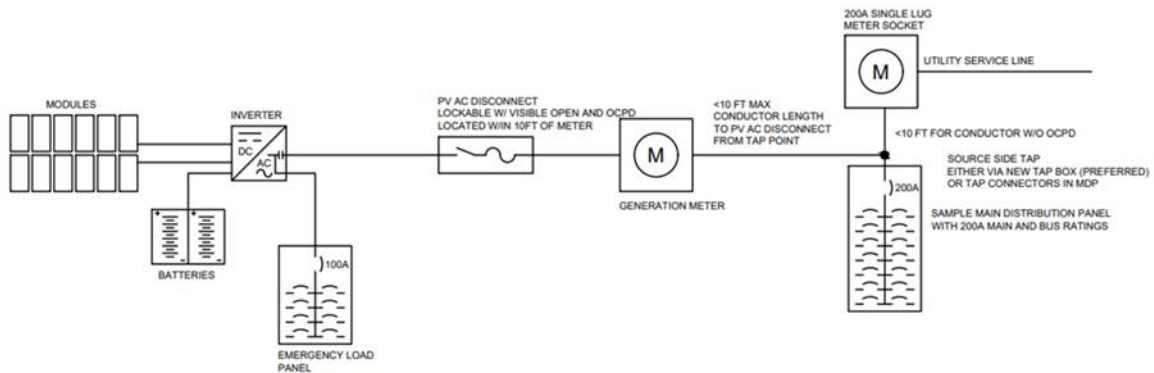 200A SINGLE LUG
METER SOCKET
M
UTILITY SERVICE LINE
MODULES
INVERTER
DC
AC
PV AC DISCONNECT
LOCKABLE W/ VISIBLE OPEN AND OCPD
LOCATED W/IN 10FT OF METER
M
GENERATION METER
<10 FT MAX
CONDUCTOR LENGTH
TO PV AC DISCONNECT
FROM TAP POINT
<10 FT FOR CONDUCTOR W/O OCPD
SOURCE SIDE TAP
EITHER VIA NEW TAP BOX (PREFERRED)
OR TAP CONNECTORS IN MDP
200A
SAMPLE MAIN DISTRIBUTION PANEL
WITH 200A MAIN AND BUS RATINGS
+ +
- -
BATTERIES
100A
EMERGENCY LOAD
PANEL